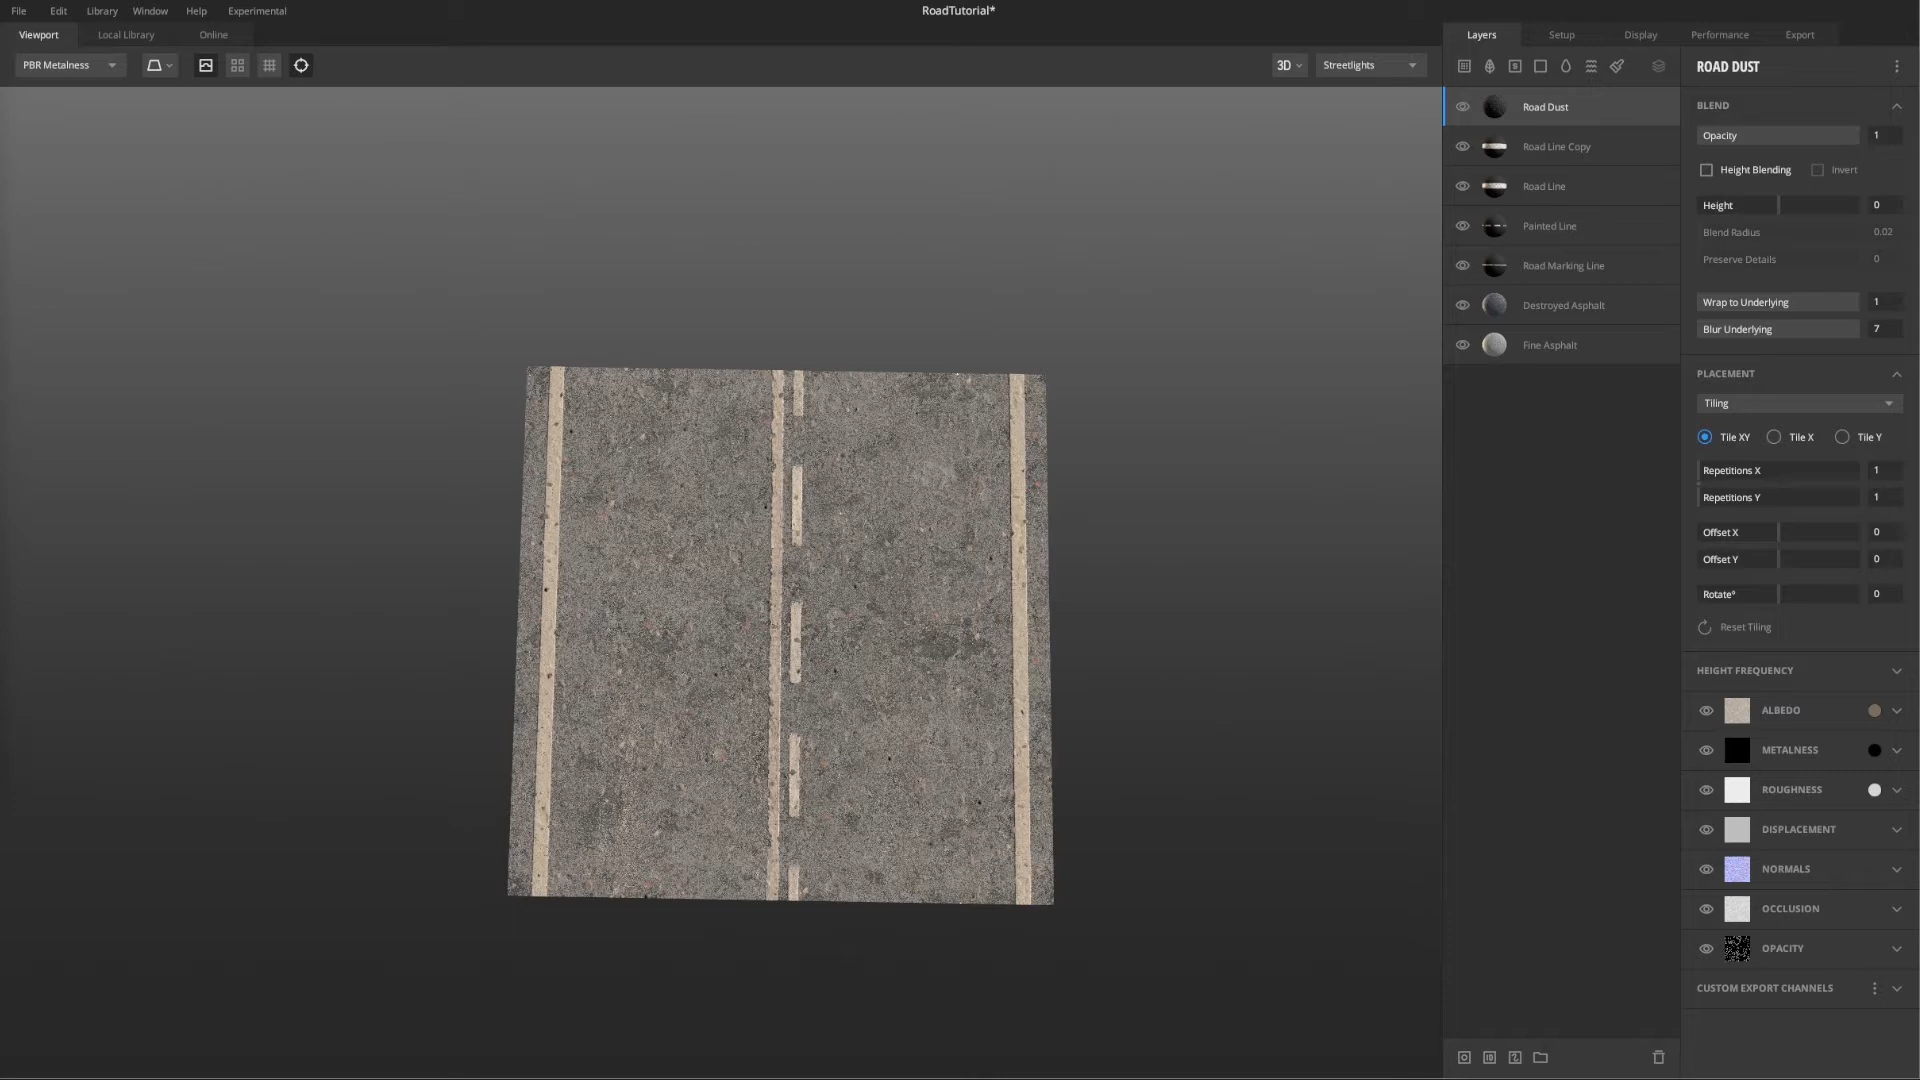 File Edit Library Window Help Experimental
RoadTutorial*
Viewport Local Library Online
Layers Setup Display Performance Export
PBR Metalness
3D Streetlights
ROAD DUST
Road Dust
Road Line Copy
Road Line
Painted Line
Road Marking Line
Destroyed Asphalt
Fine Asphalt
BLEND
Opacity 1
Height Blending Invert
Height 0
Blend Radius 0.02
Preserve Details 0
Wrap to Underlying 1
Blur Underlying 7
PLACEMENT
Tiling
Tile XY Tile X Tile Y
Repetitions X 1
Repetitions Y 1
Offset X 0
Offset Y 0
Rotate° 0
Reset Tiling
HEIGHT FREQUENCY
ALBEDO
METALNESS
ROUGHNESS
DISPLACEMENT
NORMALS
OCCLUSION
OPACITY
CUSTOM EXPORT CHANNELS